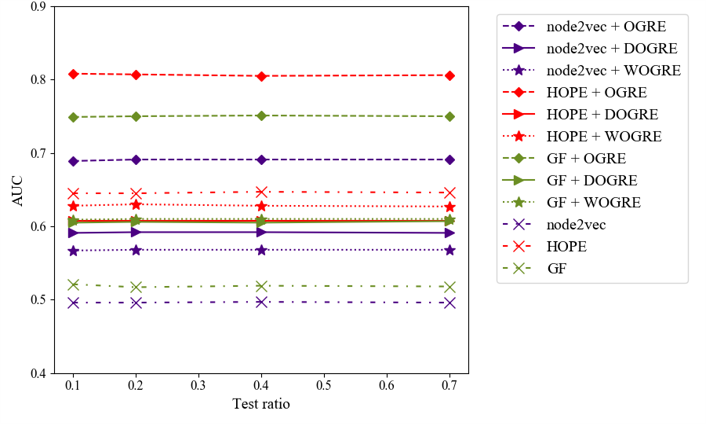 0.9
0.8
0.7
0.6
0.5
0.4
AUC
0.1 0.2 0.3 0.4 0.5 0.6 0.7
Test ratio
node2vec + OGRE
node2vec + DOGRE
node2vec + WOGRE
HOPE + OGRE
HOPE + DOGRE
HOPE + WOGRE
GF + OGRE
GF + DOGRE
GF + WOGRE
node2vec
HOPE
GF